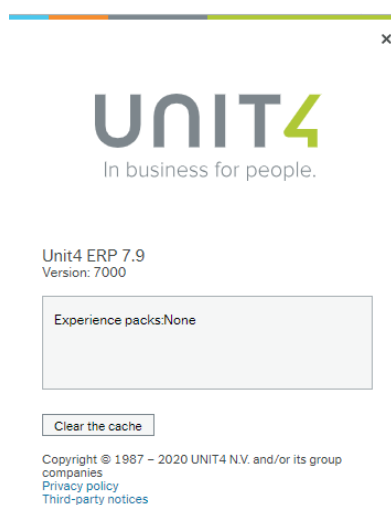 ×
UNIT4
In business for people.
Unit4 ERP 7.9
Version: 7000
Experience packs:None
Clear the cache
Copyright © 1987 – 2020 UNIT4 N.V. and/or its group
companies
Privacy policy
Third-party notices